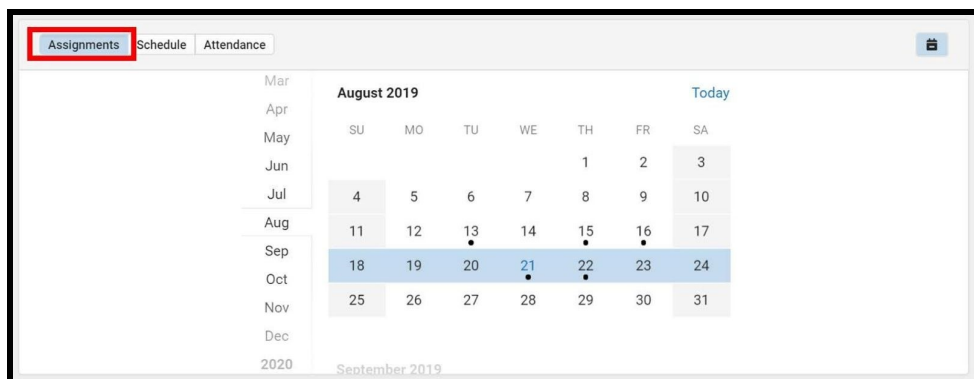 Assignments Schedule Attendance
Mar
Apr
May
Jun
Jul
Aug
Sep
Oct
Nov
Dec
2020
August 2019 Today
SU MO TU WE TH FR SA
1 2 3
4 5 6 7 8 9 10
11 12 13 14 15 16 17
18 19 20 21 22 23 24
25 26 27 28 29 30 31
September 2019